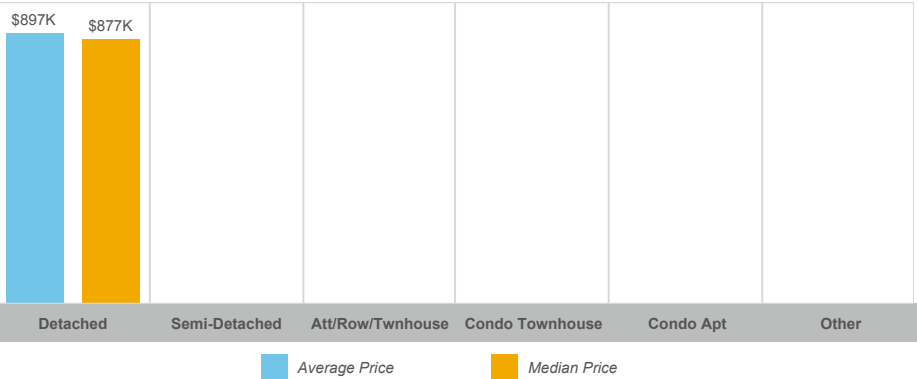 $897K
$877K
Detached Semi-Detached Att/Row/Twnhouse Condo Townhouse Condo Apt Other
Average Price Median Price